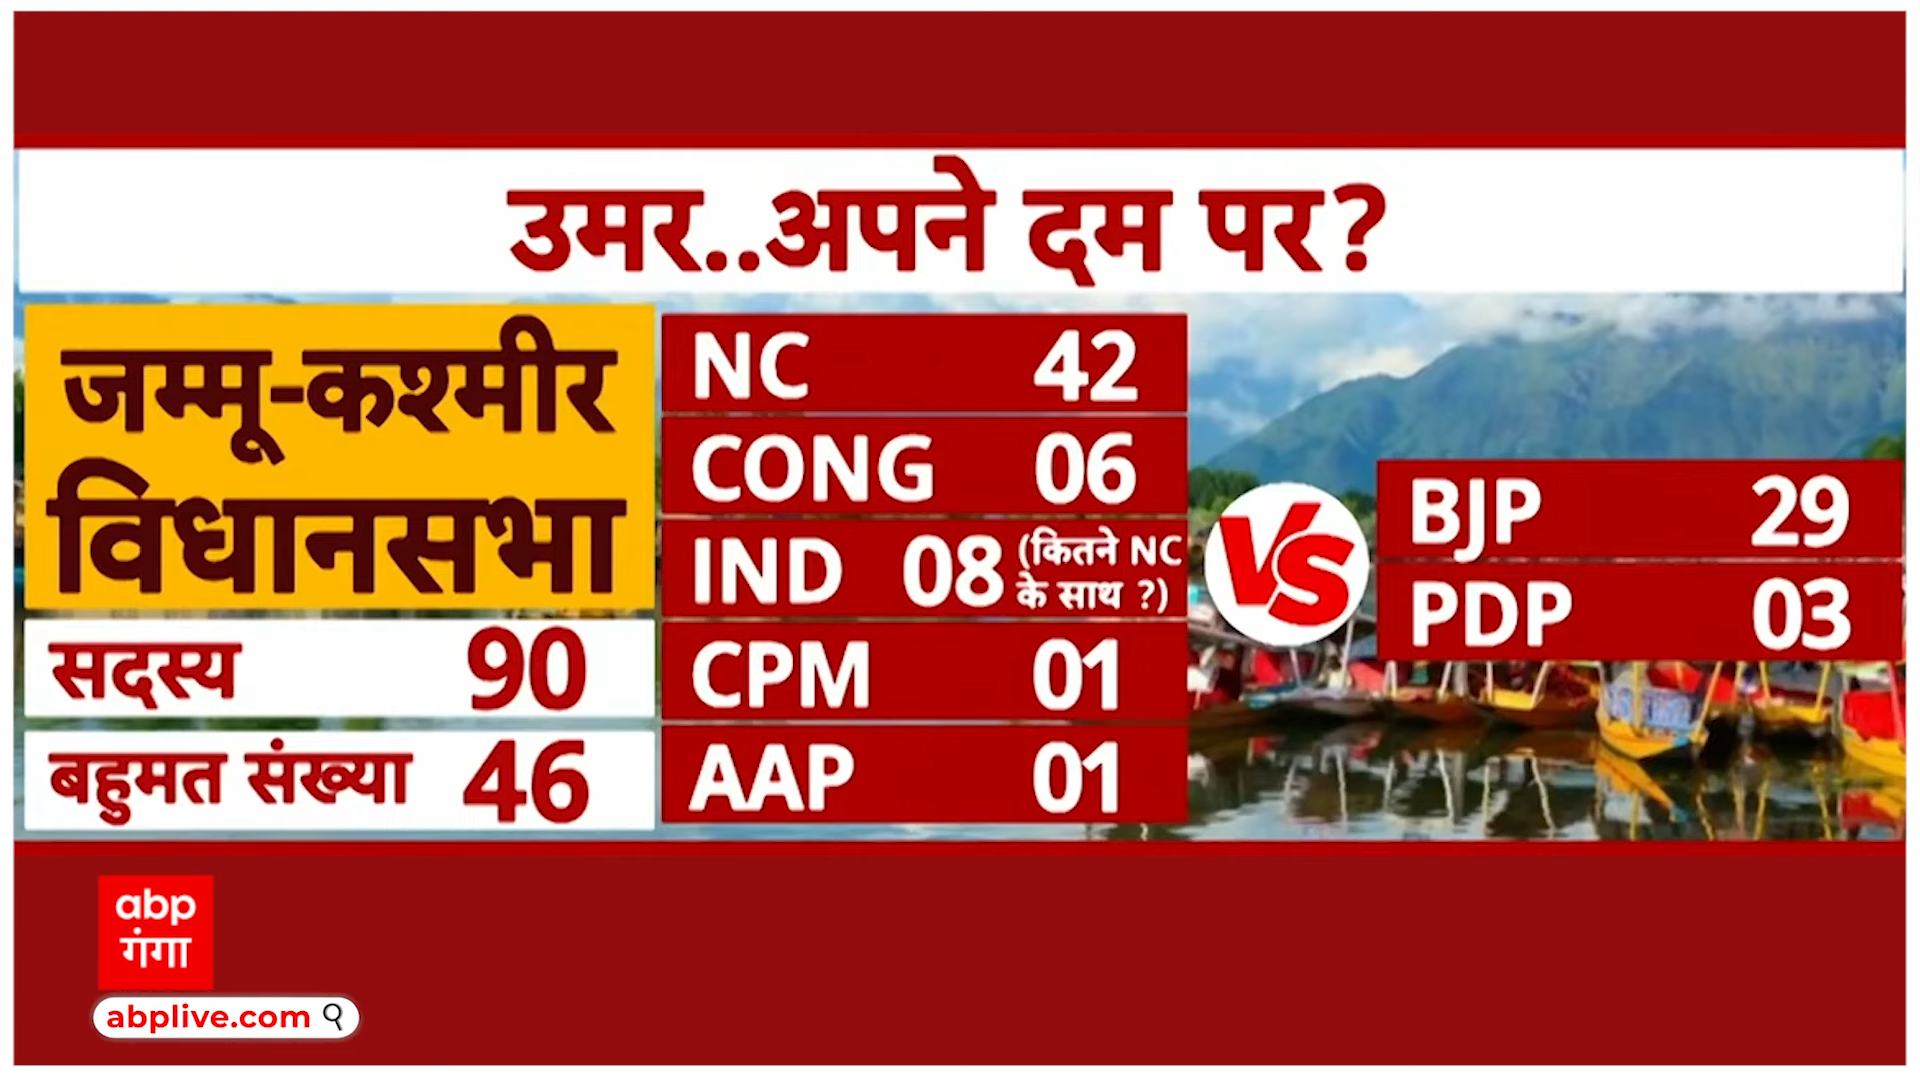 उमर..अपने दम पर?
जम्मू-कश्मीर
विधानसभा
सदस्य 90
बहुमत संख्या 46
NC 42
CONG 06
IND 08 (कितने NC
के साथ ?)
CPM 01
AAP 01
VS
BJP 29
PDP 03
abp
गंगा
abplive.com